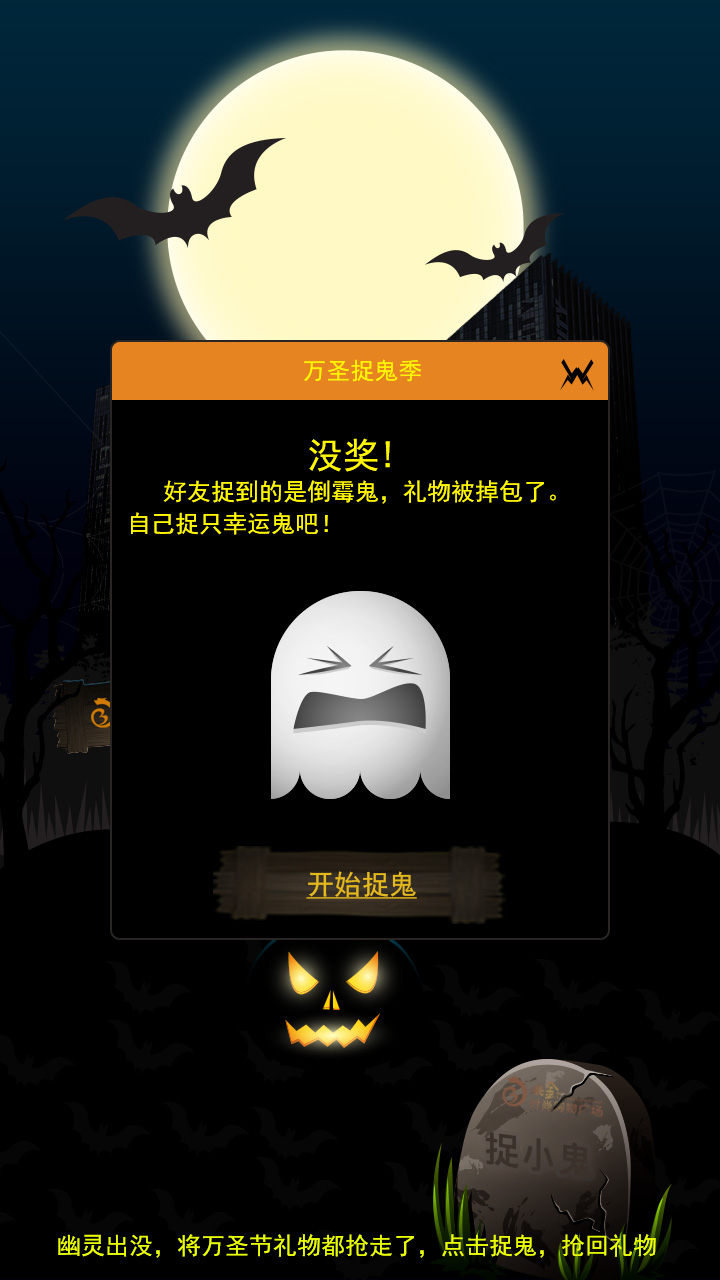 万圣捉鬼季
没奖!
好友捉到的是倒霉鬼，礼物被掉包了。
自己捉只幸运鬼吧！
开始捉鬼
捉小鬼
幽灵出没，将万圣节礼物都抢走了，点击捉鬼，抢回礼物